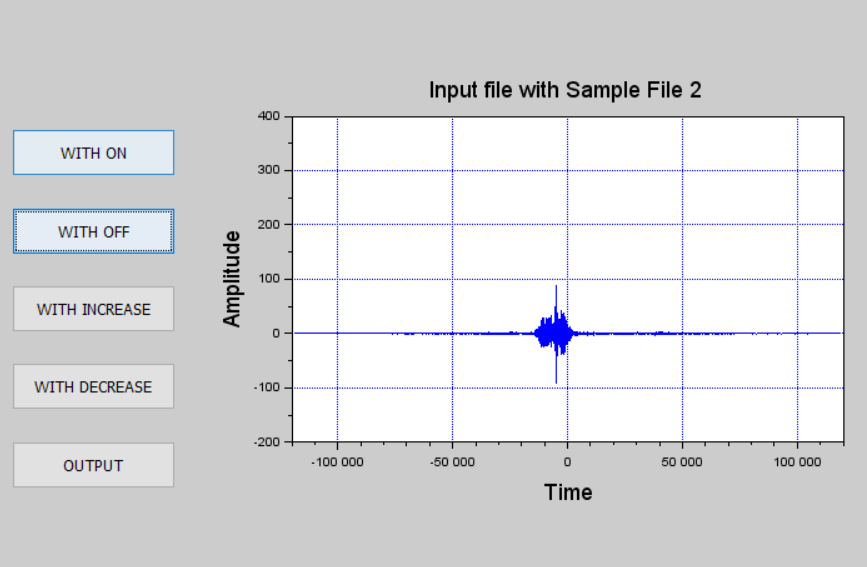 WITH ON
WITH OFF
WITH INCREASE
WITH DECREASE
OUTPUT
Input file with Sample File 2
Amplitude
400
300
200
100
0
-100
-200
-100 000 -50 000 0 50 000 100 000
Time